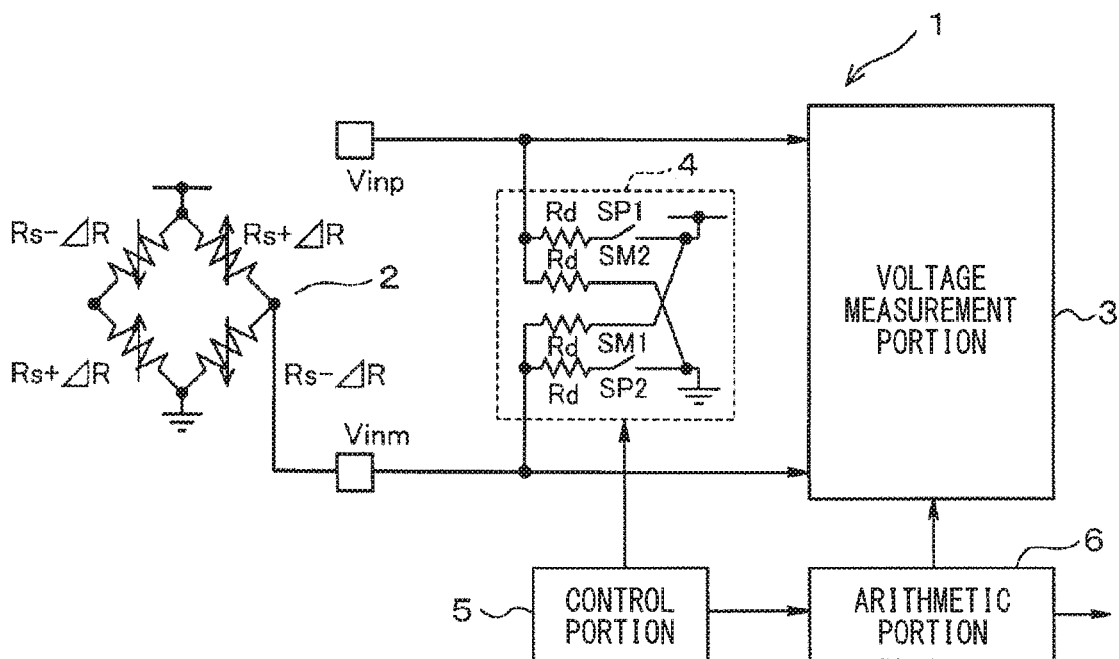 1
Vinp
4
Rs-⊿R
Rs+⊿R
Rd
SP1
SM2
Rd
2
VOLTAGE
MEASUREMENT
PORTION
3
Rs+⊿R
Rs-⊿R
Rd
SM1
Rd
SP2
Vinm
5
CONTROL
PORTION
6
ARITHMETIC
PORTION